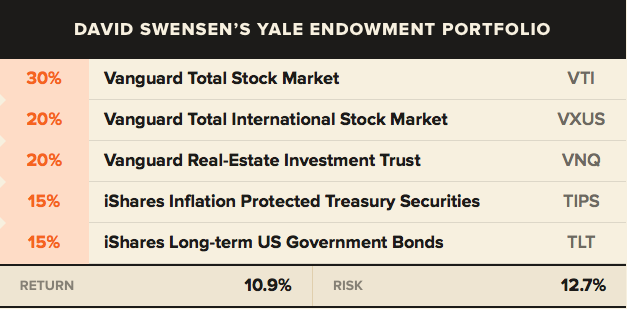 DAVID SWENSEN'S YALE ENDOWMENT PORTFOLIO
30% Vanguard Total Stock Market VTI
20% Vanguard Total International Stock Market VXUS
20% Vanguard Real-Estate Investment Trust VNQ
15% iShares Inflation Protected Treasury Securities TIPS
15% iShares Long-term US Government Bonds TLT
RETURN 10.9% RISK 12.7%